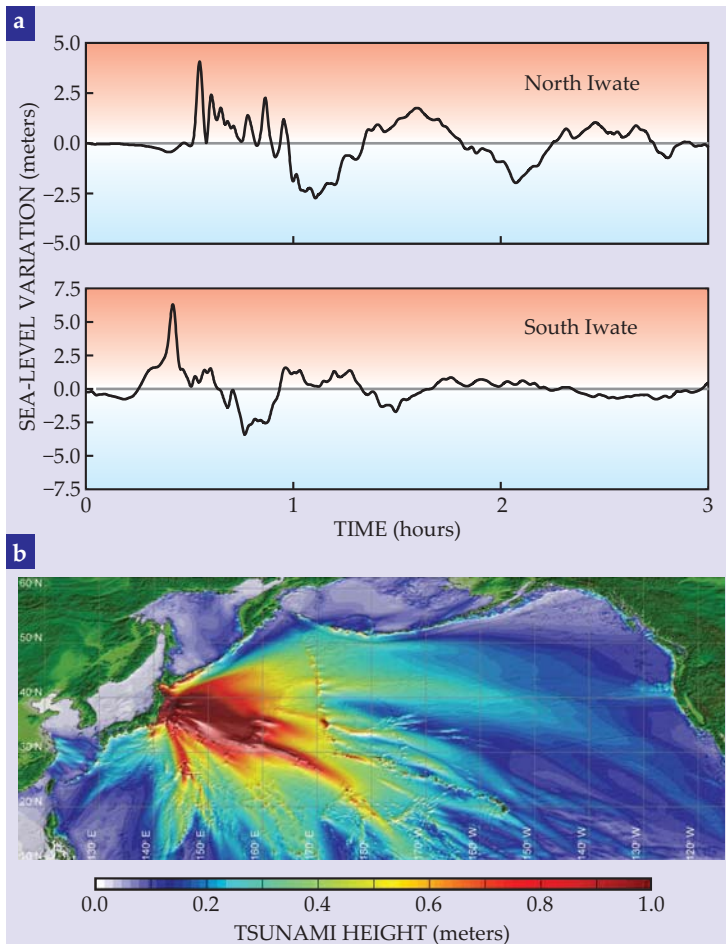 a
5.0
2.5
0.0
−2.5
−5.0
North Iwate
7.5
5.0
2.5
0.0
−2.5
−5.0
−7.5
South Iwate
SEA-LEVEL VARIATION (meters)
0 1 2 3
TIME (hours)
b
60°N
50°N
40°N
30°N
20°N
130 E 140 E 150 E 160 E 170 W 160 W 150 W 140 W 130 W 120 W
0.0 0.2 0.4 0.6 0.8 1.0
TSUNAMI HEIGHT (meters)